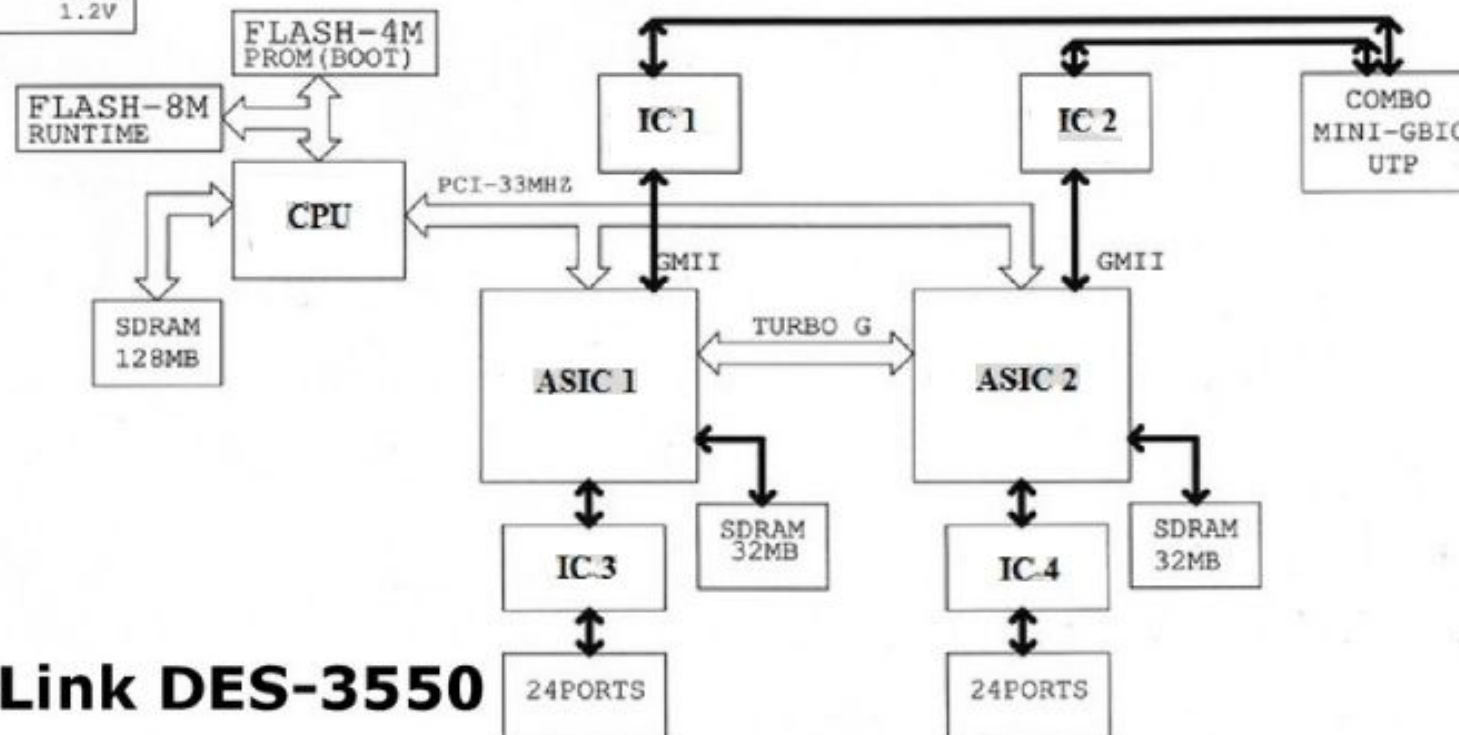 1.2V
FLASH-4M
PROM(BOOT)
FLASH-8M
RUNTIME
IC 1
IC 2
COMBO
MINI-GBIC
UTP
CPU
PCI-33MHZ
GMII
GMII
SDRAM
128MB
TURBO G
ASIC 1
ASIC 2
SDRAM
32MB
SDRAM
32MB
IC 3
IC 4
Link DES-3550
24PORTS
24PORTS